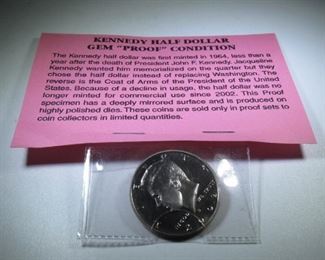 KENNEDY HALF DOLLAR
GEM "PROOF" CONDITION
The Kennedy half dollar was first minted in 1964, less than a
year after the death of President John F. Kennedy. Jacqueline
Kennedy wanted him memorialized on the quarter but they
chose the half dollar instead of replacing Washington. The
reverse is the Coat of Arms of the President of the United
States. Because of a decline in usage, the half dollar was no
longer minted for commercial use since 2002. This Proof
specimen has a deeply mirrored surface and is produced on
highly polished dies. These coins are sold only in proof sets to
coin collectors in limited quantities.